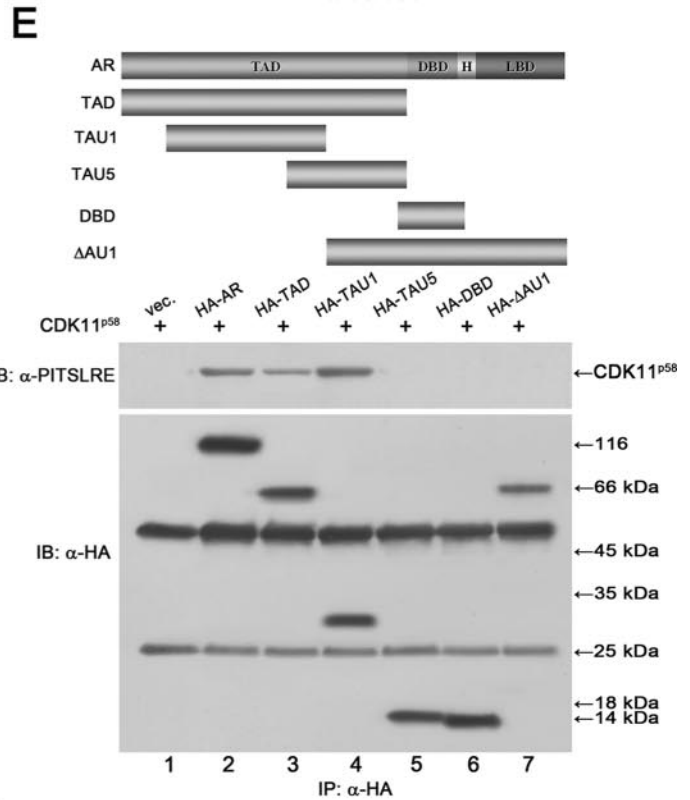 E
AR TAD DBD H LBD
TAD
TAU1
TAU5
DBD
ΔAU1
vec. HA-AR HA-TAD HA-TAU1 HA-TAU5 HA-DBD HA-ΔAU1
CDK11p58 + + + + + + +
B: α-PITSLRE ←CDK11p58
←116
←66 kDa
IB: α-HA ←45 kDa
←35 kDa
←25 kDa
←18 kDa
←14 kDa
1 2 3 4 5 6 7
IP: α-HA